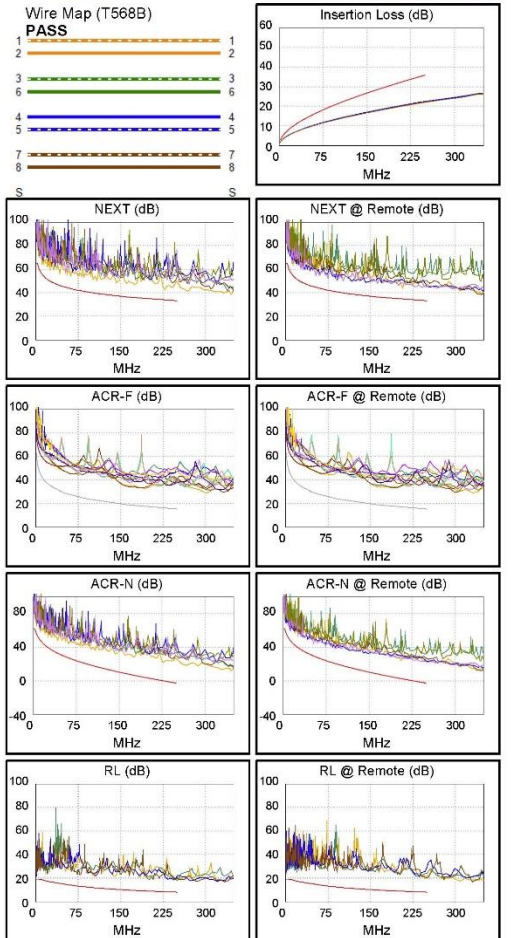 Wire Map (T568B)
PASS
1 1
2 2
3 3
6 6
4 4
5 5
7 7
8 8
S S
Insertion Loss (dB)
60
50
40
30
20
10
0
0 75 150 225 300
MHz
NEXT (dB)
100
80
60
40
20
0
0 75 150 225 300
MHz
NEXT @ Remote (dB)
100
80
60
40
20
0
0 75 150 225 300
MHz
ACR-F (dB)
100
80
60
40
20
0
0 75 150 225 300
MHz
ACR-F @ Remote (dB)
100
80
60
40
20
0
0 75 150 225 300
MHz
ACR-N (dB)
80
40
0
-40
0 75 150 225 300
MHz
ACR-N @ Remote (dB)
80
40
0
-40
0 75 150 225 300
MHz
RL (dB)
100
80
60
40
20
0
0 75 150 225 300
MHz
RL @ Remote (dB)
100
80
60
40
20
0
0 75 150 225 300
MHz